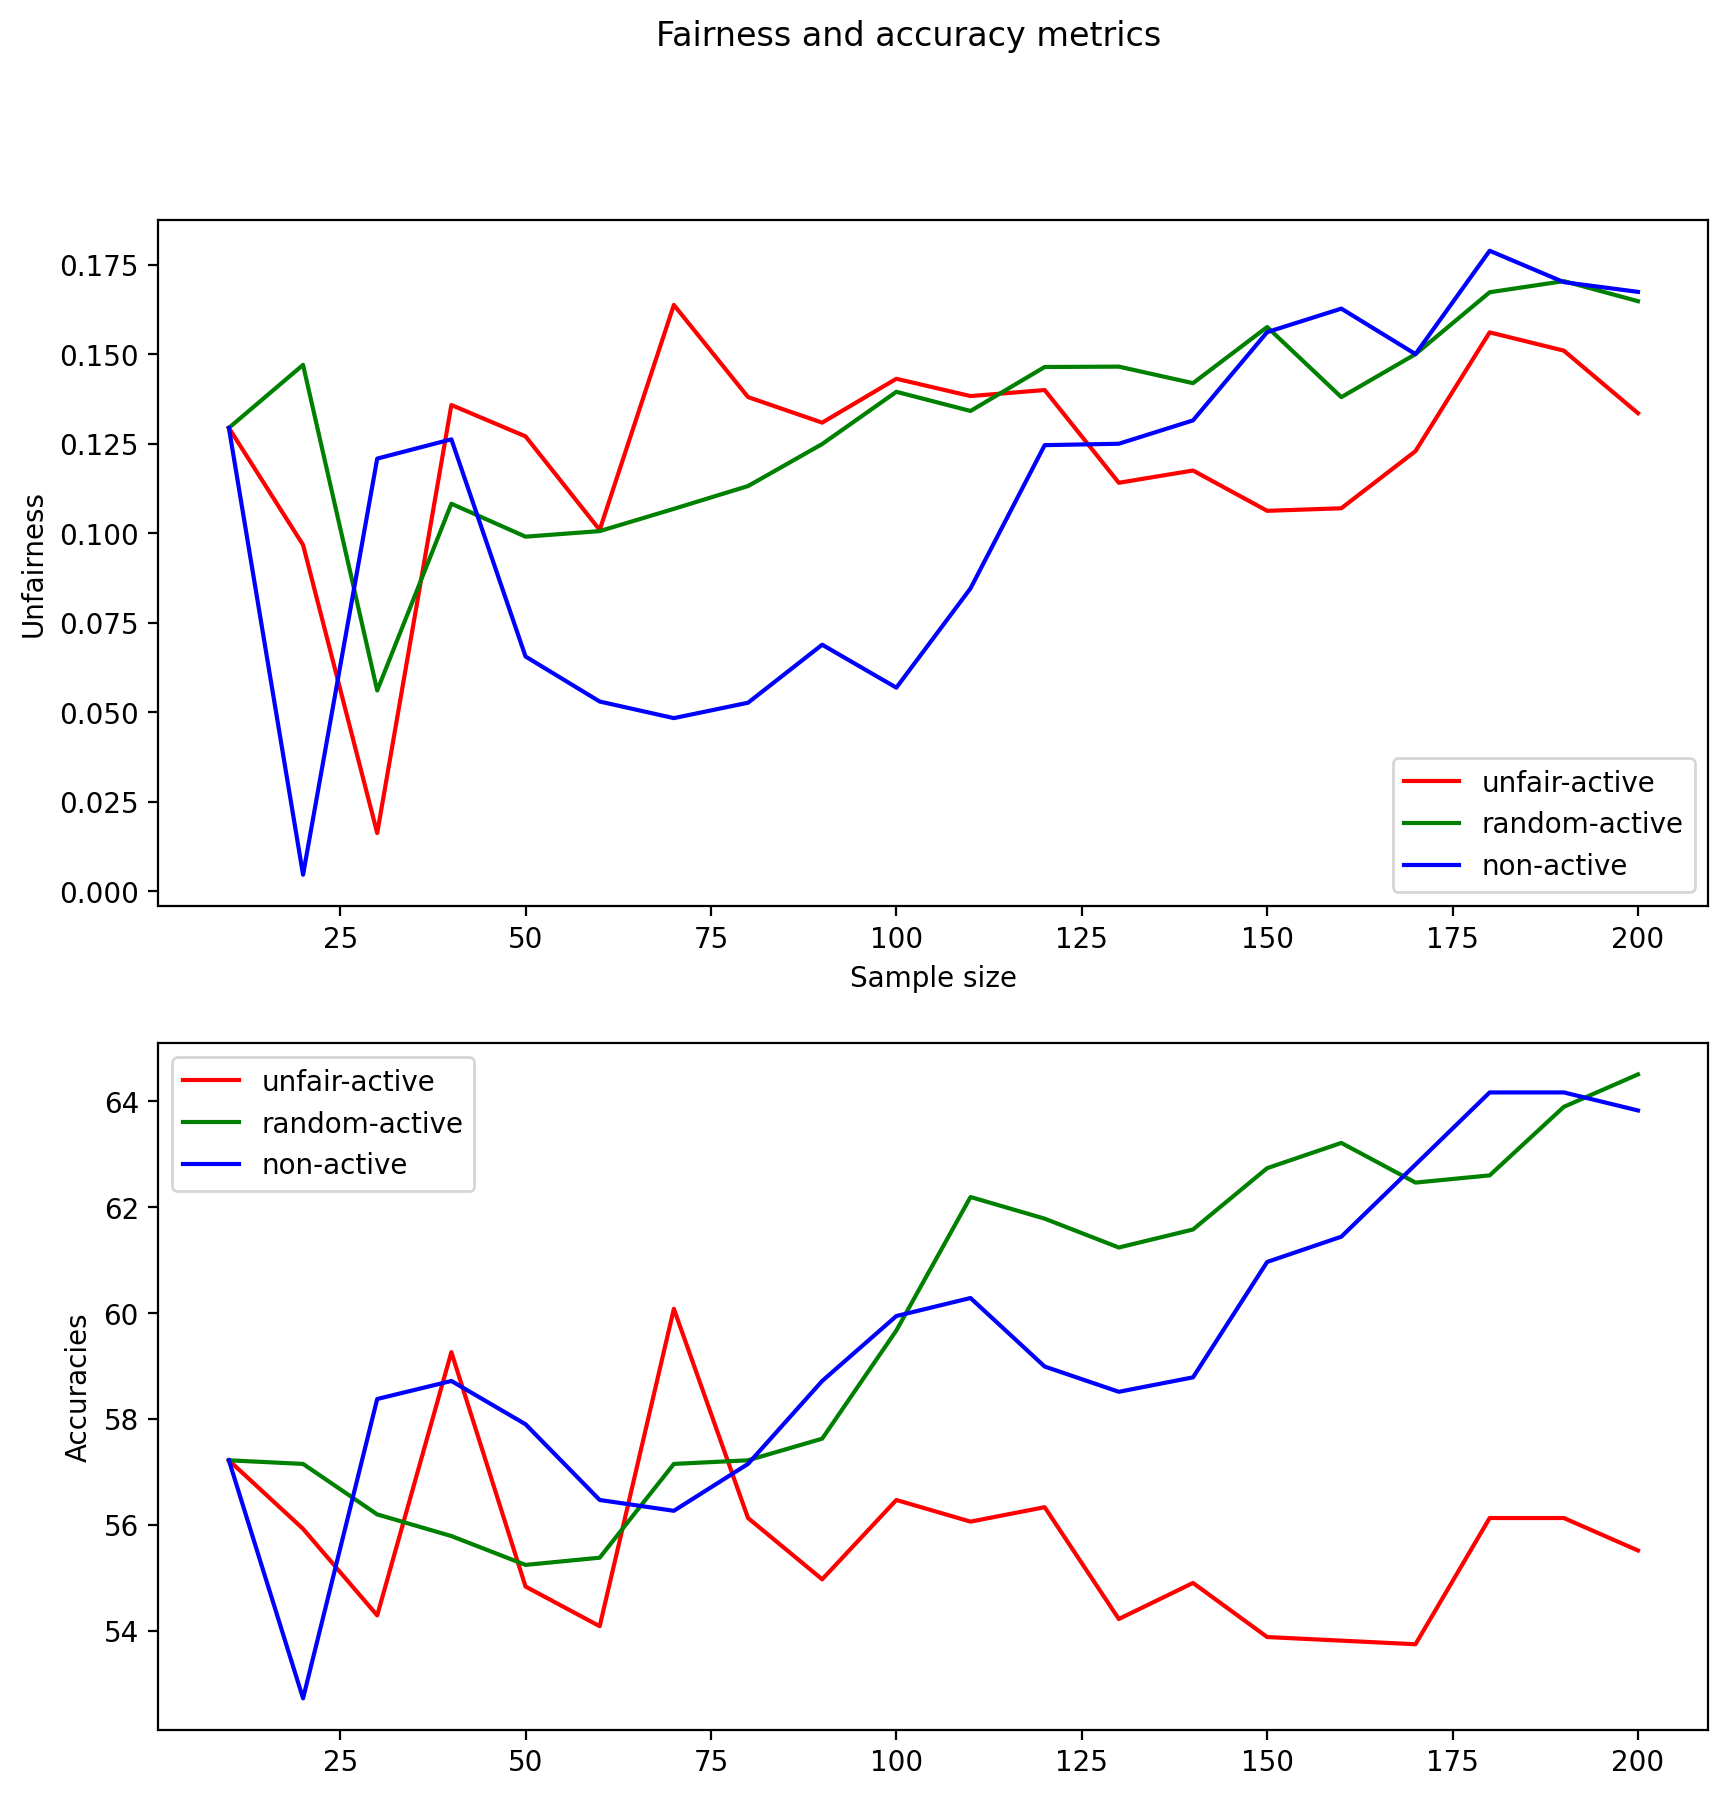 Fairness and accuracy metrics
0.175
0.150
0.125
0.100
0.075
0.050
0.025
0.000
Unfairness
unfair-active
random-active
non-active
25 50 75 100 125 150 175 200
Sample size
unfair-active
random-active
non-active
64
62
60
58
56
54
Accuracies
25 50 75 100 125 150 175 200